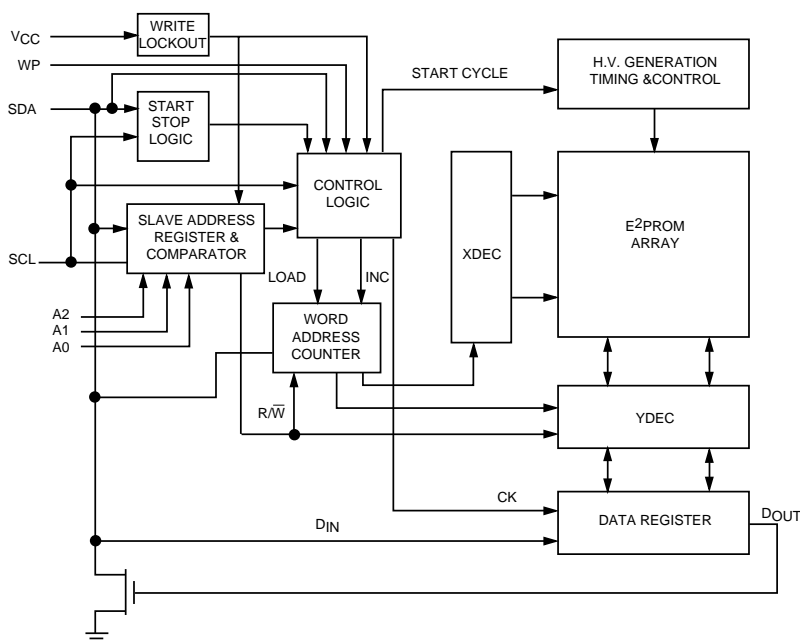 WRITE
LOCKOUT
VCC
WP
SDA
START
STOP
LOGIC
START CYCLE
H.V. GENERATION
TIMING &CONTROL
CONTROL
LOGIC
SLAVE ADDRESS
REGISTER &
COMPARATOR
SCL
XDEC
E2PROM
ARRAY
LOAD
INC
A2
A1
A0
WORD
ADDRESS
COUNTER
R/W̅
YDEC
CK
DATA REGISTER
DOUT
DIN